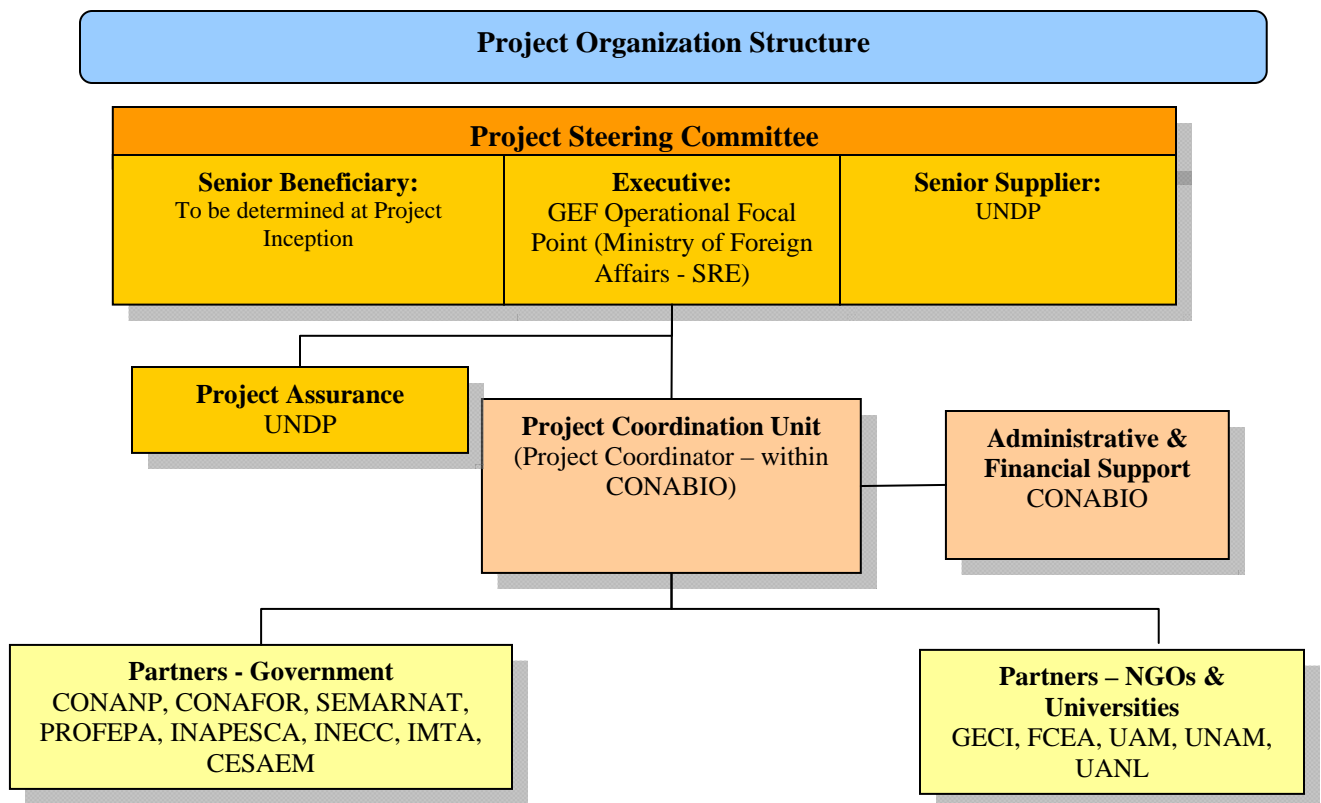 Project Organization Structure
Project Steering Committee
Senior Beneficiary:
To be determined at Project
Inception
Executive:
GEF Operational Focal
Point (Ministry of Foreign
Affairs - SRE)
Senior Supplier:
UNDP
Project Assurance
UNDP
Project Coordination Unit
(Project Coordinator – within
CONABIO)
Administrative &
Financial Support
CONABIO
Partners - Government
CONANP, CONAFOR, SEMARNAT,
PROFEPA, INAPESCA, INECC, IMTA,
CESAEM
Partners – NGOs &
Universities
GECI, FCEA, UAM, UNAM,
UANL